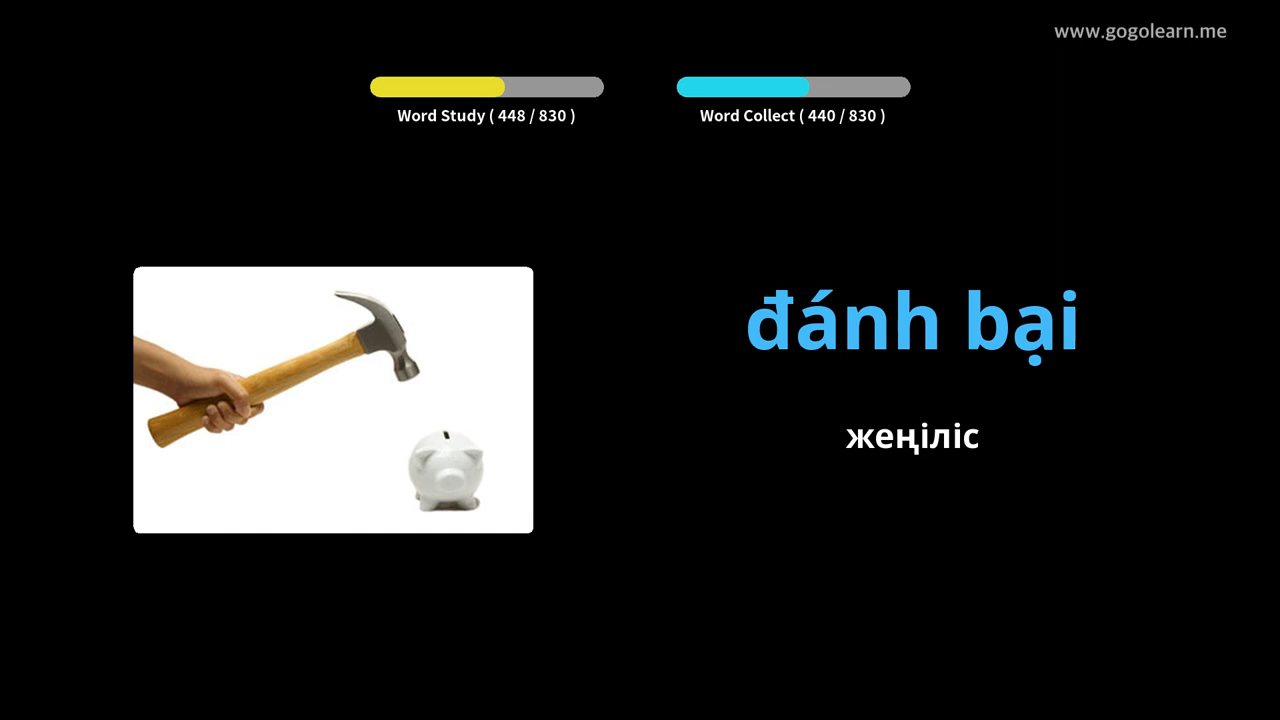 www.gogolearn.me
Word Study ( 448 / 830 )
Word Collect ( 440 / 830 )
đánh bại
жеңіліс